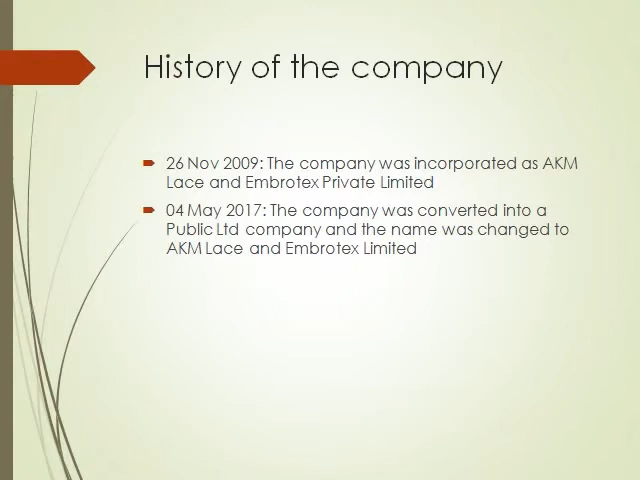 History of the company
26 Nov 2009: The company was incorporated as AKM
Lace and Embrotex Private Limited
04 May 2017: The company was converted into a
Public Ltd company and the name was changed to
AKM Lace and Embrotex Limited